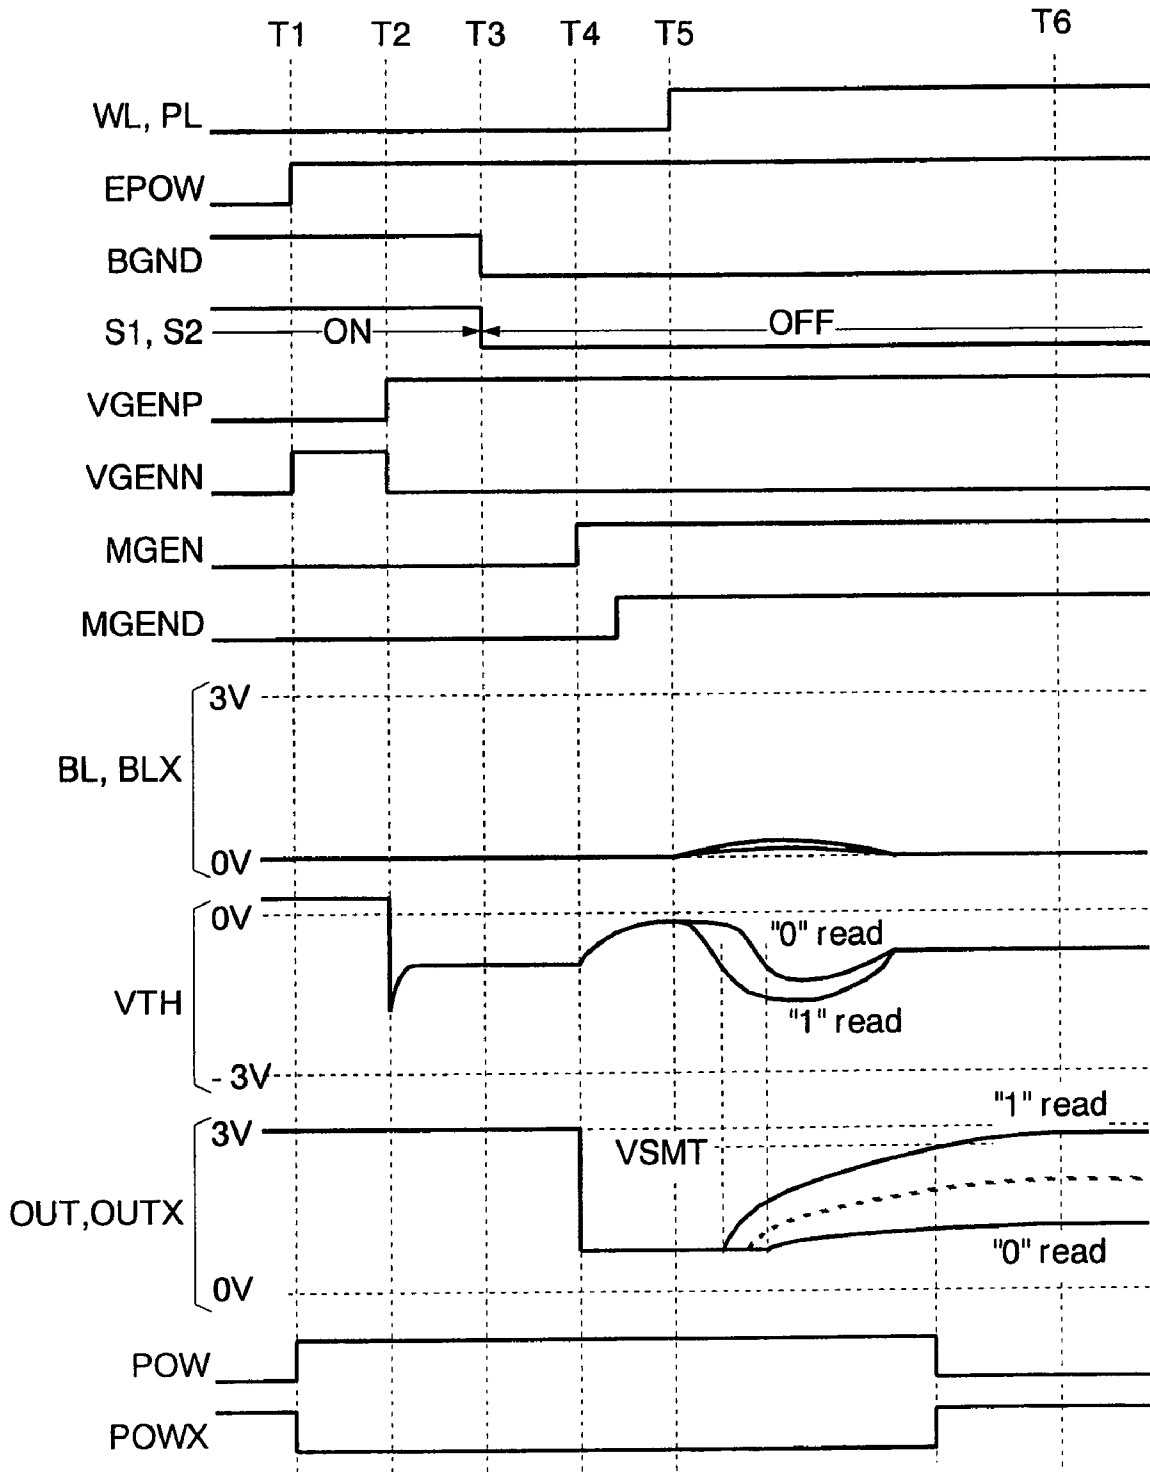 T1 T2 T3 T4 T5 T6
WL, PL
EPOW
BGND
S1, S2 ON OFF
VGENP
VGENN
MGEN
MGEND
3V
BL, BLX
0V
0V
"0" read
VTH
"1" read
- 3V
"1" read
3V
VSMT
OUT,OUTX
"0" read
0V
POW
POWX